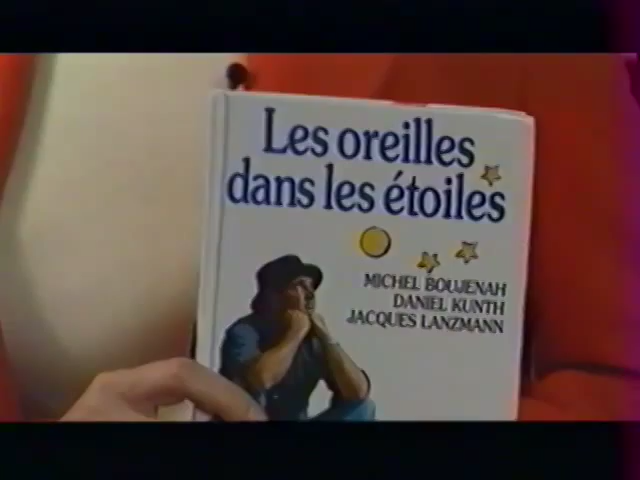 Les oreilles
dans les étoiles
MICHEL BOUJENAH
DANIEL KUNTH
JACQUES LANZMANN